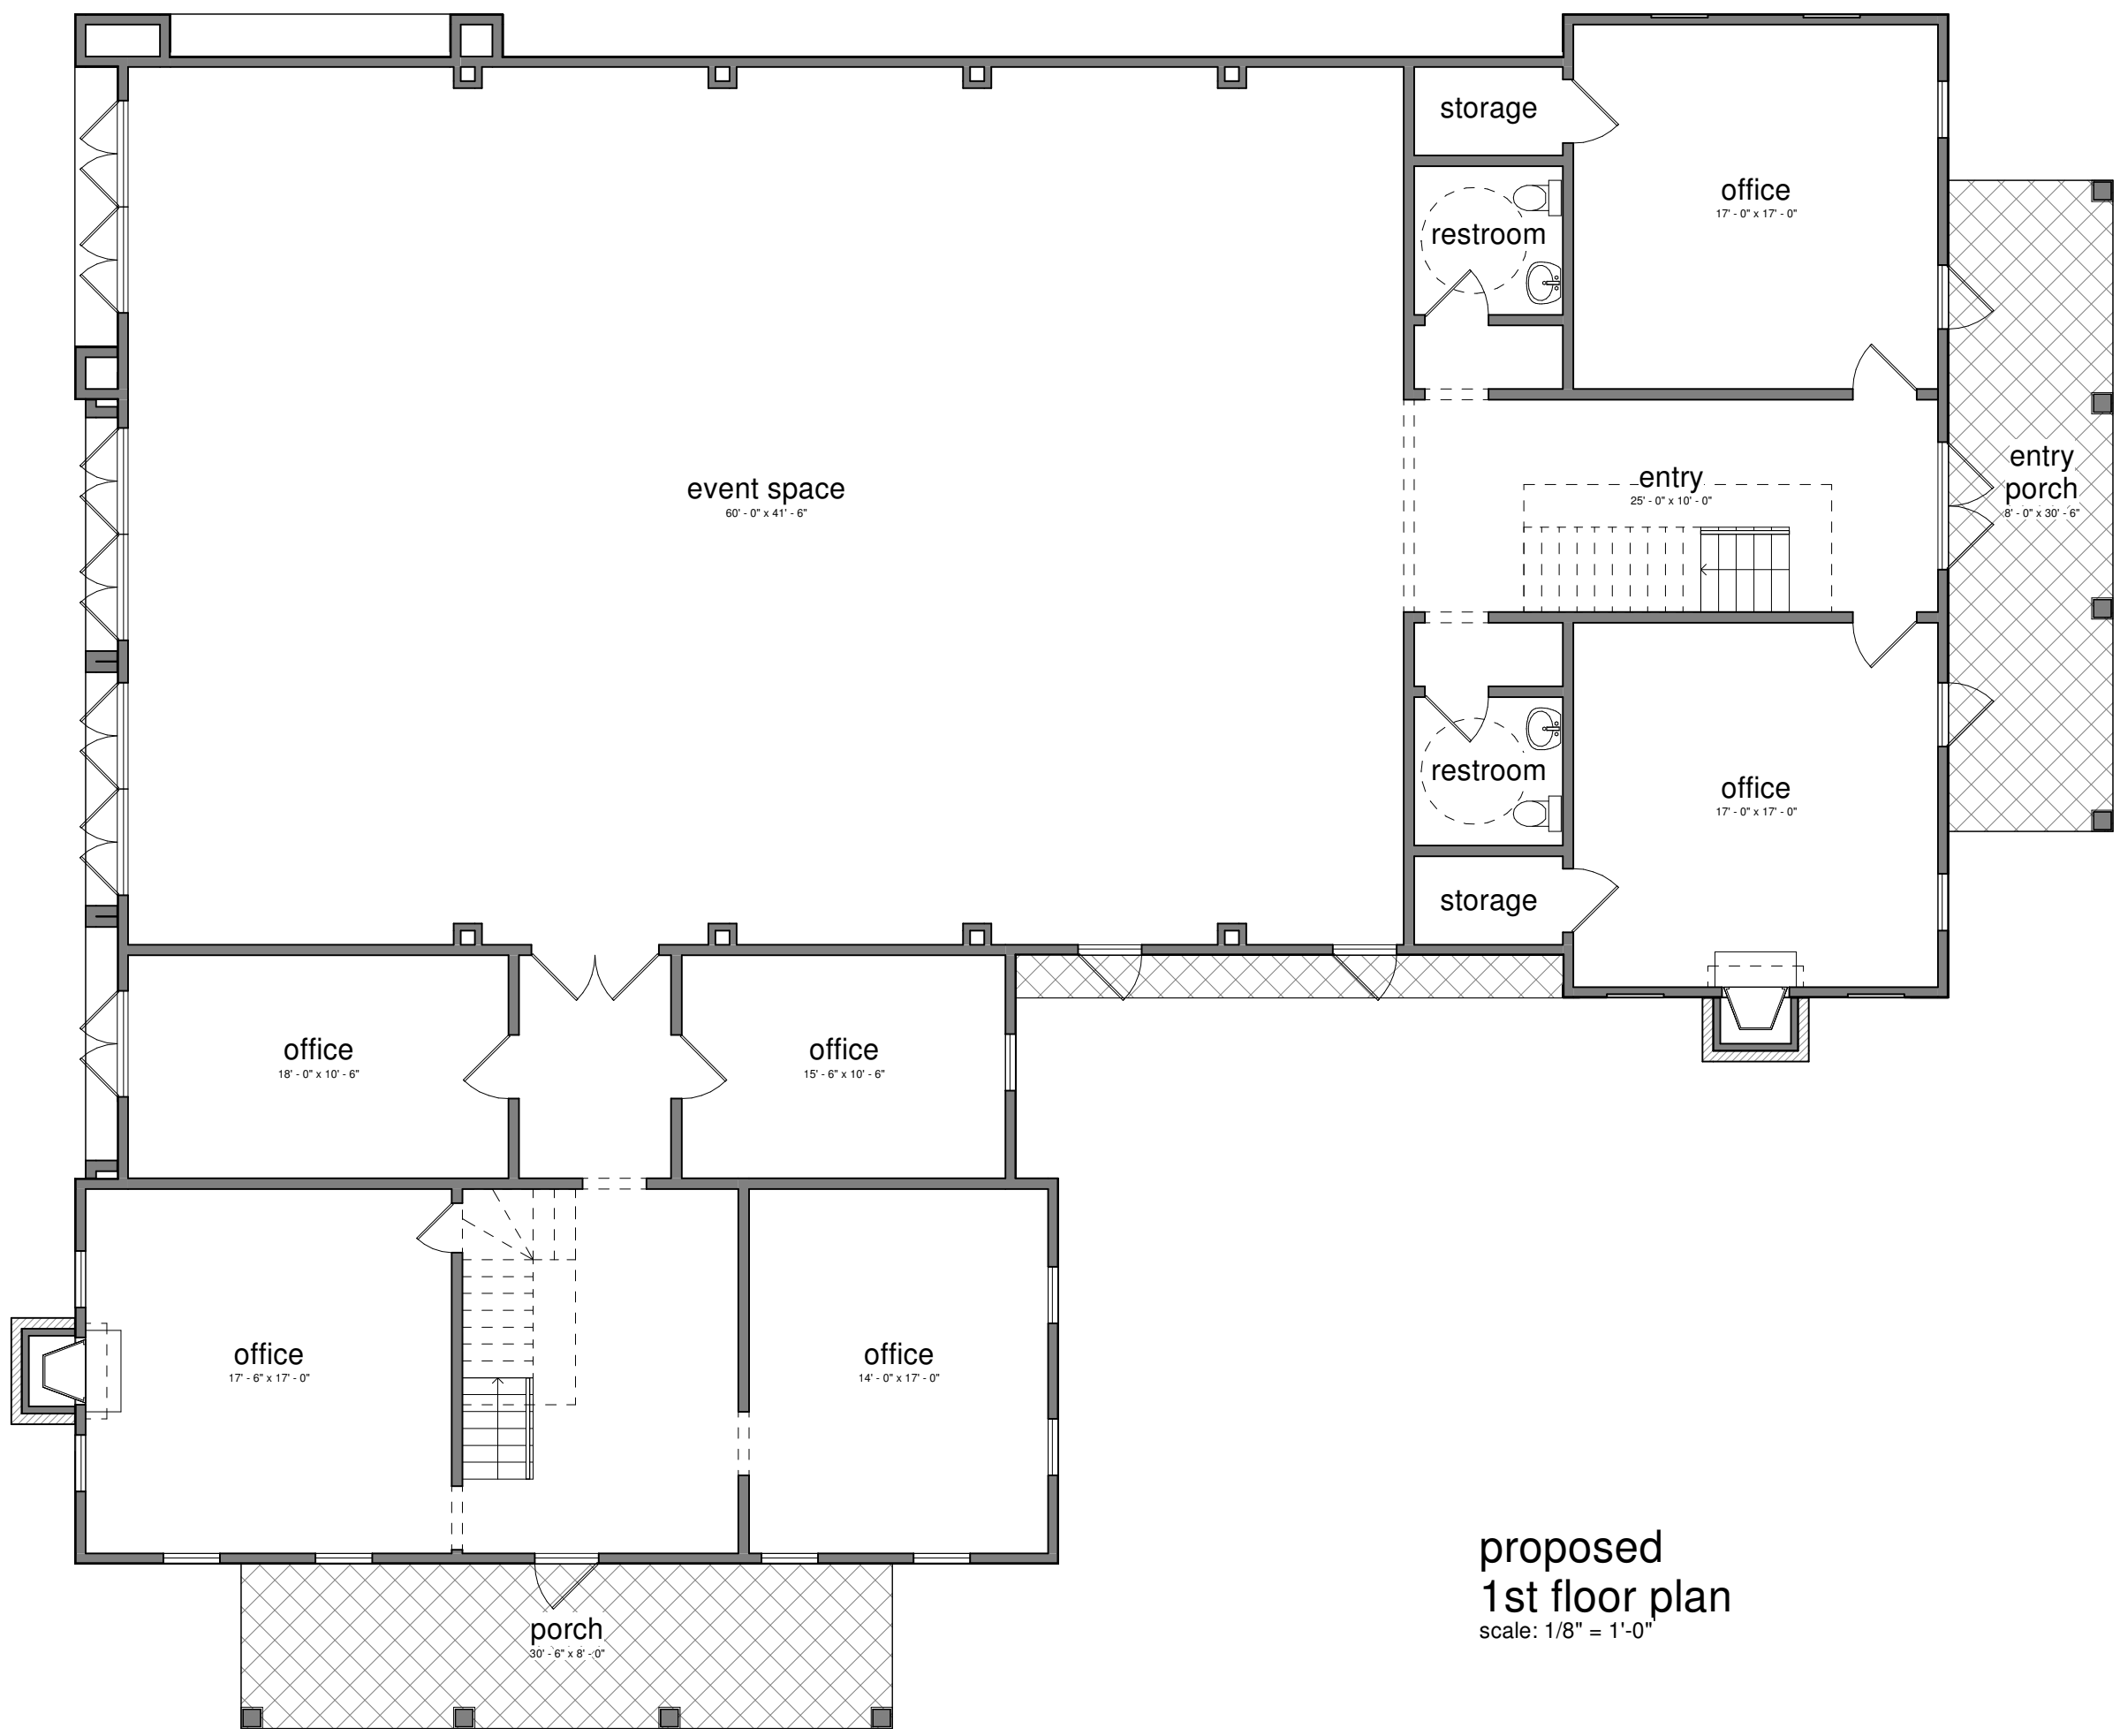 storage
office
17' - 0" x 17' - 0"
restroom
event space
60' - 0" x 41' - 6"
entry
25' - 0" x 10' - 0"
entry
porch
8' - 0" x 30' - 6"
restroom
office
17' - 0" x 17' - 0"
storage
office
18' - 0" x 10' - 6"
office
15' - 6" x 10' - 6"
office
17' - 6" x 17' - 0"
office
14' - 0" x 17' - 0"
proposed
1st floor plan
scale: 1/8" = 1'-0"
porch
30' - 6" x 8' - 0"